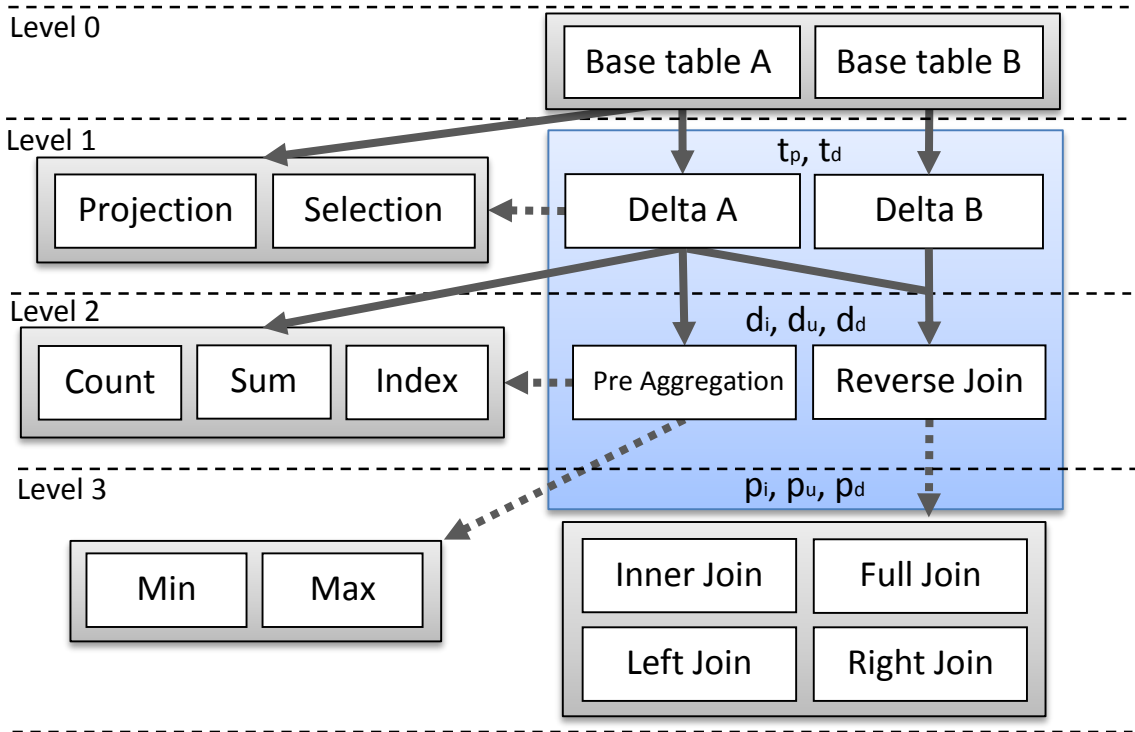 Level 0
Base table A
Base table B
Level 1
tp, td
Projection
Selection
Delta A
Delta B
Level 2
di, du, dd
Count
Sum
Index
Pre Aggregation
Reverse Join
Level 3
pi, pu, pd
Min
Max
Inner Join
Full Join
Left Join
Right Join